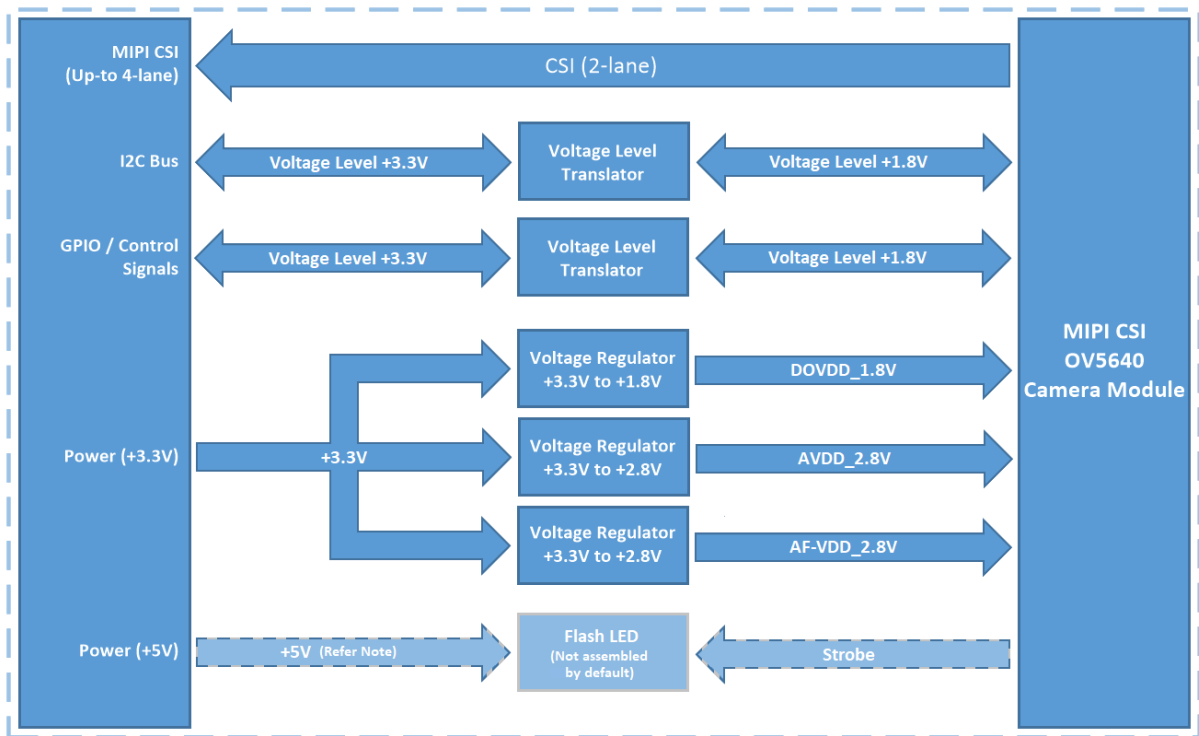 MIPI CSI
(Up-to 4-lane)
CSI (2-lane)
I2C Bus
Voltage Level +3.3V
Voltage Level
Translator
Voltage Level +1.8V
GPIO / Control
Signals
Voltage Level +3.3V
Voltage Level
Translator
Voltage Level +1.8V
MIPI CSI
OV5640
Camera Module
Voltage Regulator
+3.3V to +1.8V
DOVDD_1.8V
Power (+3.3V)
+3.3V
Voltage Regulator
+3.3V to +2.8V
AVDD_2.8V
Voltage Regulator
+3.3V to +2.8V
AF-VDD_2.8V
Power (+5V)
+5V (Refer Note)
Flash LED
(Not assembled
by default)
Strobe